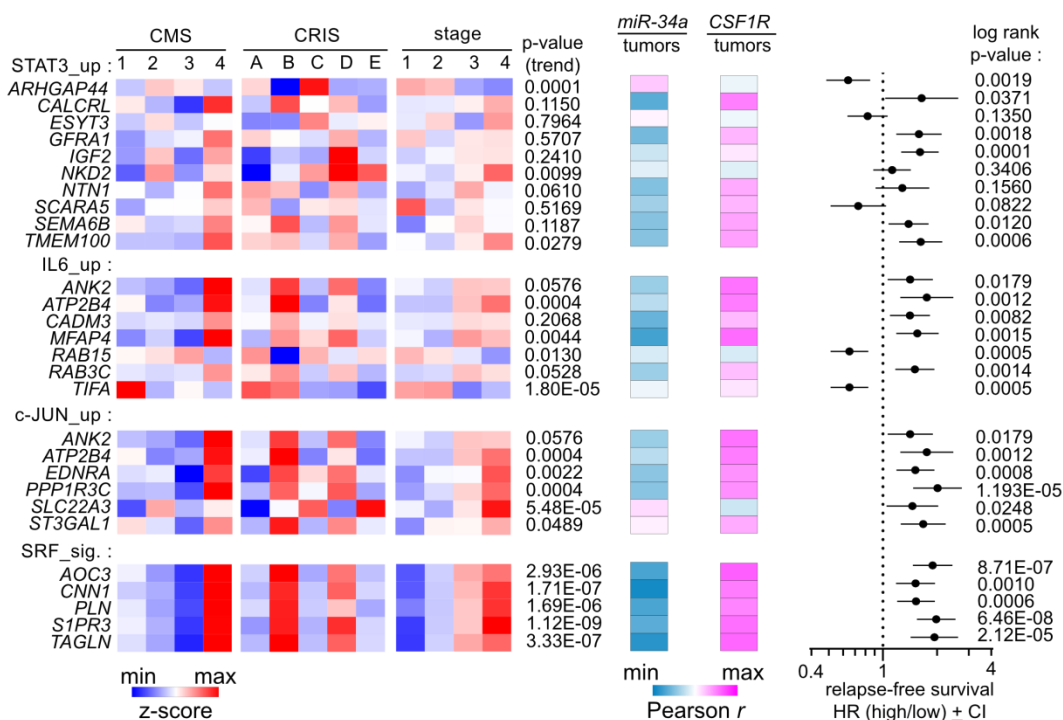 CMS CRIS stage p-value (trend) miR-34a tumors CSF1R tumors log rank p-value :
STAT3_up : 1 2 3 4 A B C D E 1 2 3 4
ARHGAP44 0.0001 0.0019
CALCRL 0.1150 0.0371
ESYT3 0.7964 0.1350
GFRA1 0.5707 0.0018
IGF2 0.2410 0.0001
NKD2 0.0099 0.3406
NTN1 0.0610 0.1560
SCARA5 0.5169 0.0822
SEMA6B 0.1187 0.0120
TMEM100 0.0279 0.0006
IL6_up :
ANK2 0.0576 0.0179
ATP2B4 0.0004 0.0012
CADM3 0.2068 0.0082
MFAP4 0.0044 0.0015
RAB15 0.0130 0.0005
RAB3C 0.0528 0.0014
TIFA 1.80E-05 0.0005
c-JUN_up :
ANK2 0.0576 0.0179
ATP2B4 0.0004 0.0012
EDNRA 0.0022 0.0008
PPP1R3C 0.0004 1.193E-05
SLC22A3 5.48E-05 0.0248
ST3GAL1 0.0489 0.0005
SRF_sig. :
AOC3 2.93E-06 8.71E-07
CNN1 1.71E-07 0.0010
PLN 1.69E-06 0.0006
S1PR3 1.12E-09 6.46E-08
TAGLN 3.33E-07 2.12E-05
min max min max 0.4 1 4
z-score Pearson r relapse-free survival
HR (high/low) ± CI